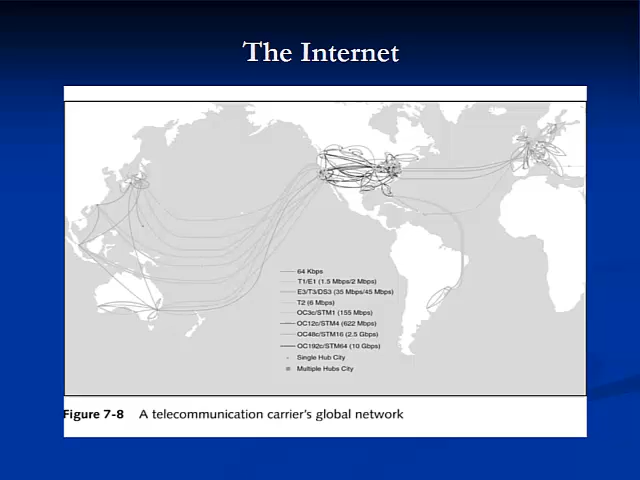 The Internet
64 Kbps
T1/E1 (1.5 Mbps/2 Mbps)
E3/T3/DS3 (35 Mbps/45 Mbps)
T2 (6 Mbps)
OC3c/STM1 (155 Mbps)
OC12c/STM4 (622 Mbps)
OC48c/STM16 (2.5 Gbps)
OC192c/STM64 (10 Gbps)
Single Hub City
Multiple Hubs City
Figure 7-8 A telecommunication carrier's global network